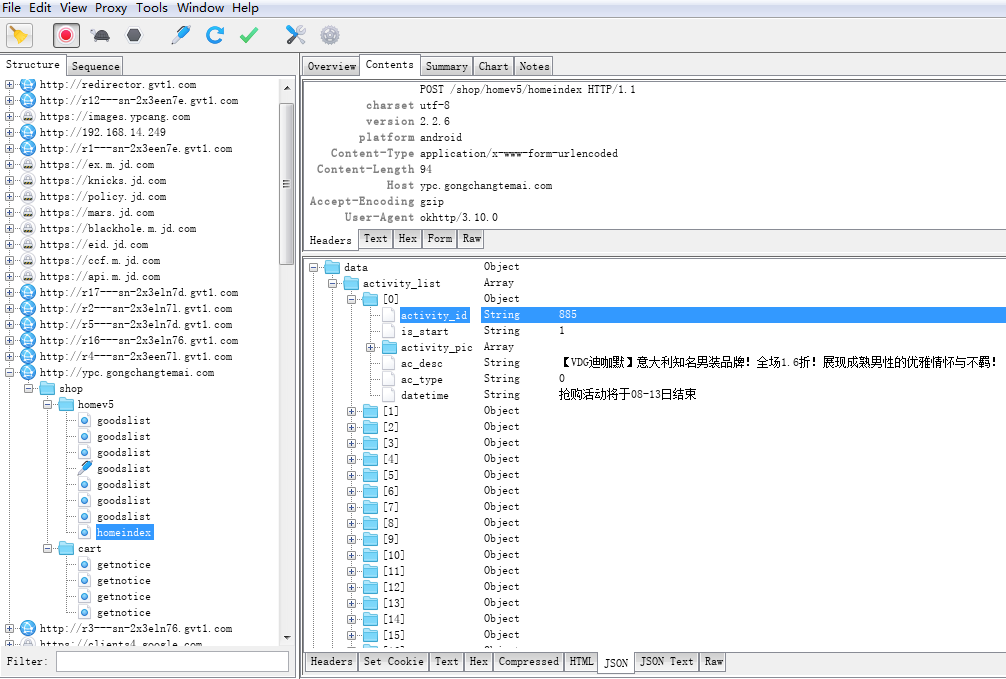 File Edit View Proxy Tools Window Help
Structure Sequence
http://redirector.gvt1.com
http://r12---sn-2x3een7e.gvt1.com
https://images.ypcang.com
http://192.168.14.249
http://r1---sn-2x3een7e.gvt1.com
https://ex.m.jd.com
https://knicks.jd.com
https://policy.jd.com
https://mars.jd.com
https://blackhole.m.jd.com
https://eid.jd.com
https://ccf.m.jd.com
https://api.m.jd.com
http://r17---sn-2x3eln7d.gvt1.com
http://r2---sn-2x3een7l.gvt1.com
http://r5---sn-2x3eln7d.gvt1.com
http://r16---sn-2x3eln76.gvt1.com
http://r4---sn-2x3een7l.gvt1.com
http://ypc.gongchangtemai.com
shop
homev5
goodslist
goodslist
goodslist
goodslist
goodslist
goodslist
goodslist
homeindex
cart
getnotice
getnotice
getnotice
getnotice
http://r3---sn-2x3eln76.gvt1.com
https://clients4.google.com
Filter:
Overview Contents Summary Chart Notes
POST /shop/homev5/homeindex HTTP/1.1
charset utf-8
version 2.2.6
platform android
Content-Type application/x-www-form-urlencoded
Content-Length 94
Host ypc.gongchangtemai.com
Accept-Encoding gzip
User-Agent okhttp/3.10.0
Headers Text Hex Form Raw
data Object
activity_list Array
[0] Object
activity_id String 885
is_start String 1
activity_pic Array
ac_desc String 【VDG迪咖默】意大利知名男装品牌！全场1.6折！展现成熟男性的优雅情怀与不羁！
ac_type String 0
datetime String 抢购活动将于08-13日结束
[1] Object
[2] Object
[3] Object
[4] Object
[5] Object
[6] Object
[7] Object
[8] Object
[9] Object
[10] Object
[11] Object
[12] Object
[13] Object
[14] Object
[15] Object
Headers Set Cookie Text Hex Compressed HTML JSON JSON Text Raw